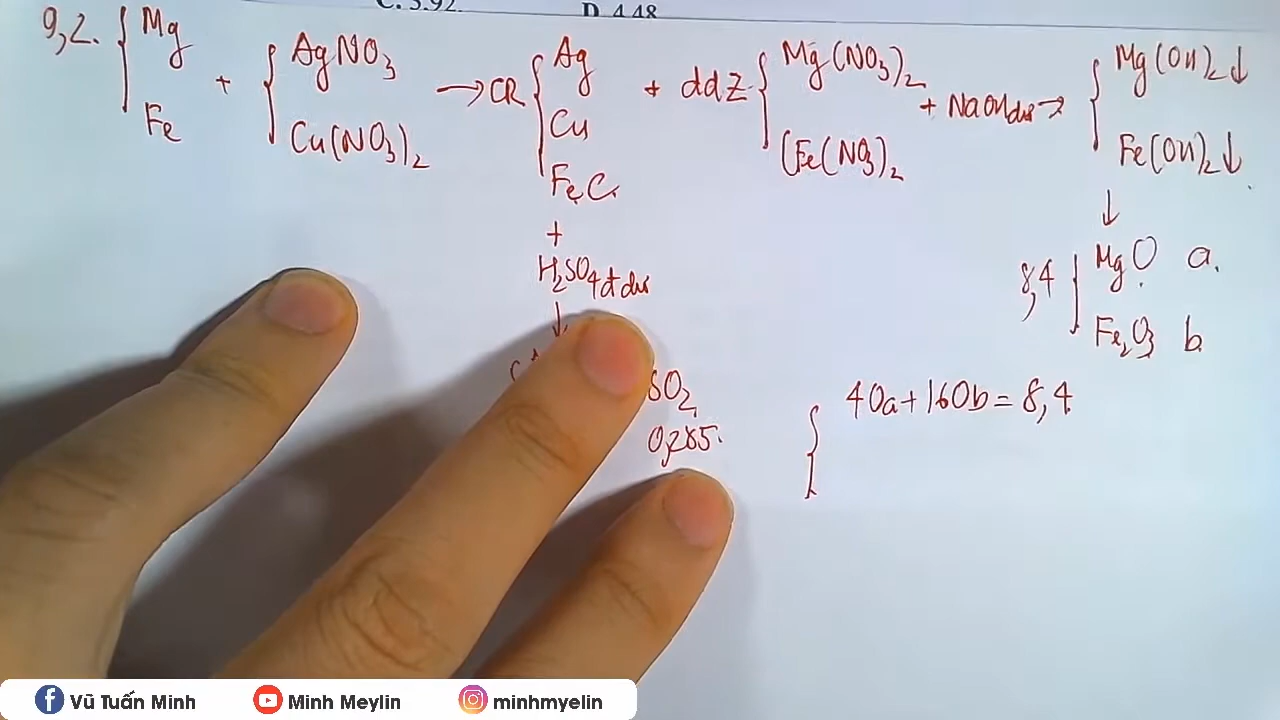 C. 3.92. D. 4.48
9,2. { Mg Fe + { AgNO3 Cu(NO3)2 → CR { Ag Cu Fe C. + ddZ { Mg(NO3)2 (Fe(NO3)2 + NaOH dư → { Mg(OH)2↓ Fe(OH)2↓
+
H2SO4 đ dư
↓
SO2
0,285.
↓
8,4 { MgO a. Fe2O3 b.
{ 40a + 160b = 8,4
Vũ Tuấn Minh Minh Meylin minhmyelin